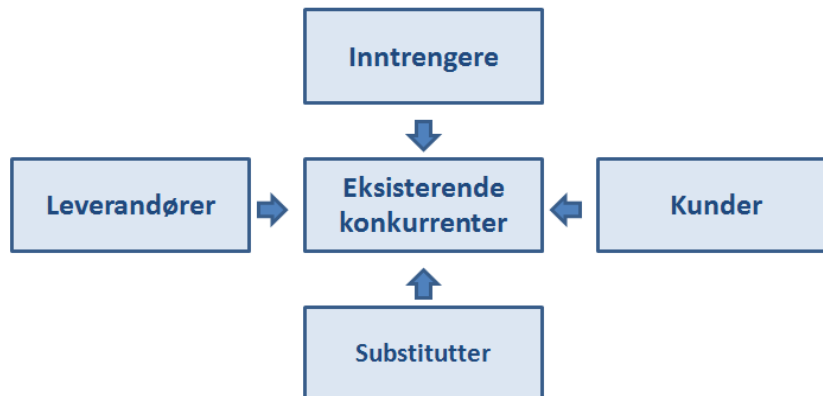 Inntrengere
Leverandører
Eksisterende
konkurrenter
Kunder
Substitutter